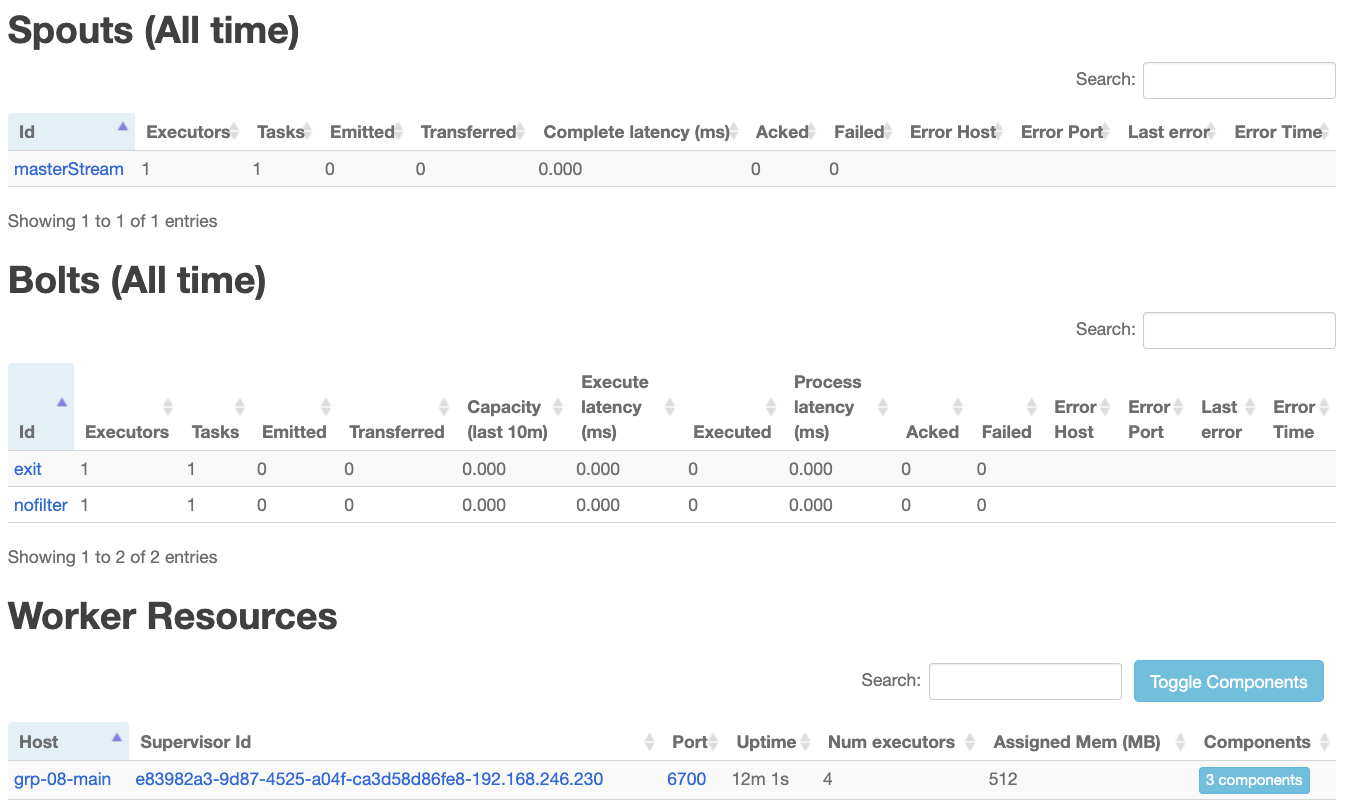 Spouts (All time)
Search:
Id Executors Tasks Emitted Transferred Complete latency (ms) Acked Failed Error Host Error Port Last error Error Time
masterStream 1 1 0 0 0.000 0 0
Showing 1 to 1 of 1 entries
Bolts (All time)
Search:
Id Executors Tasks Emitted Transferred Capacity (last 10m) Execute latency (ms) Executed Process latency (ms) Acked Failed Error Host Error Port Last error Error Time
exit 1 1 0 0 0.000 0.000 0 0.000 0 0
nofilter 1 1 0 0 0.000 0.000 0 0.000 0 0
Showing 1 to 2 of 2 entries
Worker Resources
Search: Toggle Components
Host Supervisor Id Port Uptime Num executors Assigned Mem (MB) Components
grp-08-main e83982a3-9d87-4525-a04f-ca3d58d86fe8-192.168.246.230 6700 12m 1s 4 512 3 components